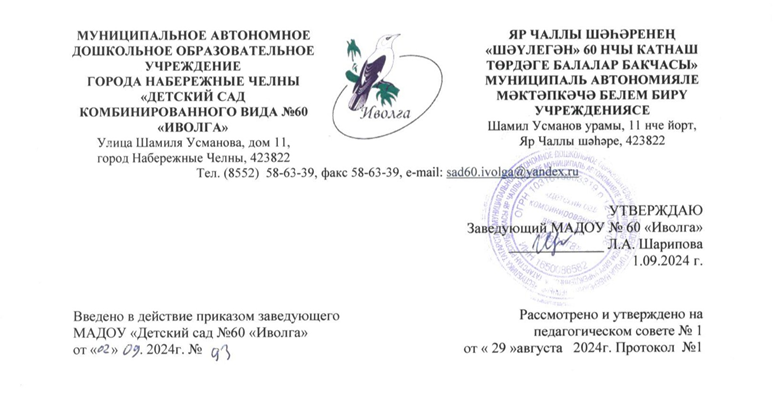 МУНИЦИПАЛЬНОЕ АВТОНОМНОЕ
ДОШКОЛЬНОЕ ОБРАЗОВАТЕЛЬНОЕ
УЧРЕЖДЕНИЕ
ГОРОДА НАБЕРЕЖНЫЕ ЧЕЛНЫ
«ДЕТСКИЙ САД
КОМБИНИРОВАННОГО ВИДА №60
«ИВОЛГА»
Улица Шамиля Усманова, дом 11,
город Набережные Челны, 423822
Иволга
ЯР ЧАЛЛЫ ШӘҺӘРЕНЕҢ
«ШӘҮЛЕГӘН» 60 НЧЫ КАТНАШ
ТӨРДӘГЕ БАЛАЛАР БАКЧАСЫ»
МУНИЦИПАЛЬ АВТОНОМИЯЛЕ
МӘКТӘПКӘЧӘ БЕЛЕМ БИРҮ
УЧРЕЖДЕНИЯСЕ
Шамил Усманов урамы, 11 нче йорт,
Яр Чаллы шәһәре, 423822
Тел. (8552) 58-63-39, факс 58-63-39, e-mail: sad60.ivolga@yandex.ru
УТВЕРЖДАЮ
Заведующий МАДОУ № 60 «Иволга»
Л.А. Шарипова
1.09.2024 г.
Введено в действие приказом заведующего
МАДОУ «Детский сад №60 «Иволга»
от «02» 09. 2024г. № 93
Рассмотрено и утверждено на
педагогическом совете № 1
от « 29 »августа 2024г. Протокол №1